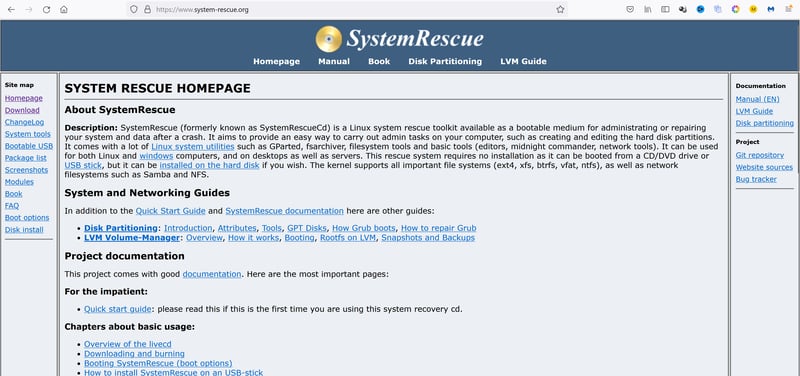 https://www.system-rescue.org
SystemRescue
Homepage Manual Book Disk Partitioning LVM Guide
Site map
Homepage
Download
ChangeLog
System tools
Bootable USB
Package list
Screenshots
Modules
Book
FAQ
Boot options
Disk install
SYSTEM RESCUE HOMEPAGE
About SystemRescue
Description: SystemRescue (formerly known as SystemRescueCd) is a Linux system rescue toolkit available as a bootable medium for administrating or repairing
your system and data after a crash. It aims to provide an easy way to carry out admin tasks on your computer, such as creating and editing the hard disk partitions.
It comes with a lot of Linux system utilities such as GParted, fsarchiver, filesystem tools and basic tools (editors, midnight commander, network tools). It can be used
for both Linux and windows computers, and on desktops as well as servers. This rescue system requires no installation as it can be booted from a CD/DVD drive or
USB stick, but it can be installed on the hard disk if you wish. The kernel supports all important file systems (ext4, xfs, btrfs, vfat, ntfs), as well as network
filesystems such as Samba and NFS.
System and Networking Guides
In addition to the Quick Start Guide and SystemRescue documentation here are other guides:
• Disk Partitioning: Introduction, Attributes, Tools, GPT Disks, How Grub boots, How to repair Grub
• LVM Volume-Manager: Overview, How it works, Booting, Rootfs on LVM, Snapshots and Backups
Project documentation
This project comes with good documentation. Here are the most important pages:
For the impatient:
• Quick start guide: please read this if this is the first time you are using this system recovery cd.
Chapters about basic usage:
• Overview of the livecd
• Downloading and burning
• Booting SystemRescue (boot options)
• How to install SystemRescue on an USB-stick
Documentation
Manual (EN)
LVM Guide
Disk partitioning
Project
Git repository
Website sources
Bug tracker